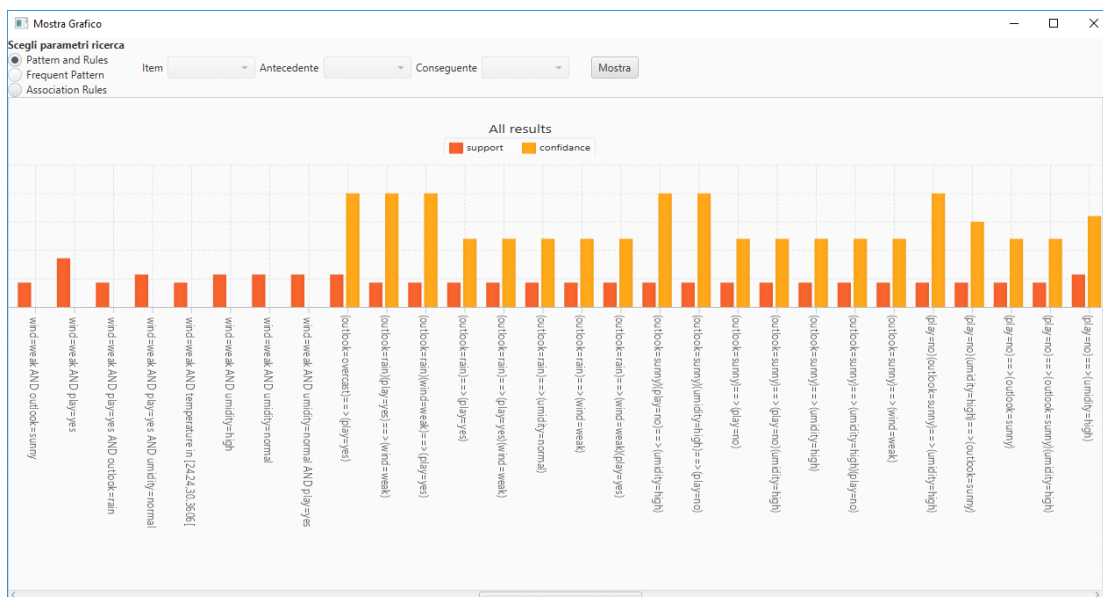 Mostra Grafico
Scegli parametri ricerca
Pattern and Rules
Frequent Pattern
Association Rules
Item
Antecedente
Conseguente
Mostra
All results
support
confidance
wind=weak AND outlook=sunny
wind=weak AND play=yes
wind=weak AND play=yes AND outlook=rain
wind=weak AND play=yes AND umidity=normal
wind=weak AND temperature in [24.24,30.3606[
wind=weak AND umidity=high
wind=weak AND umidity=normal
wind=weak AND umidity=normal AND play=yes
(outlook=overcast)==>(play=yes)
(outlook=rain)(play=yes)==>(wind=weak)
(outlook=rain)(wind=weak)==>(play=yes)
(outlook=rain)==>(play=yes)
(outlook=rain)==>(play=yes)(wind=weak)
(outlook=rain)==>(umidity=normal)
(outlook=rain)==>(wind=weak)
(outlook=rain)==>(wind=weak)(play=yes)
(outlook=sunny)(play=no)==>(umidity=high)
(outlook=sunny)(umidity=high)==>(play=no)
(outlook=sunny)==>(play=no)
(outlook=sunny)==>(play=no)(umidity=high)
(outlook=sunny)==>(umidity=high)
(outlook=sunny)==>(umidity=high)(play=no)
(outlook=sunny)==>(wind=weak)
(play=no)(outlook=sunny)==>(umidity=high)
(play=no)(umidity=high)==>(outlook=sunny)
(play=no)==>(outlook=sunny)
(play=no)==>(outlook=sunny)(umidity=high)
(play=no)==>(umidity=high)